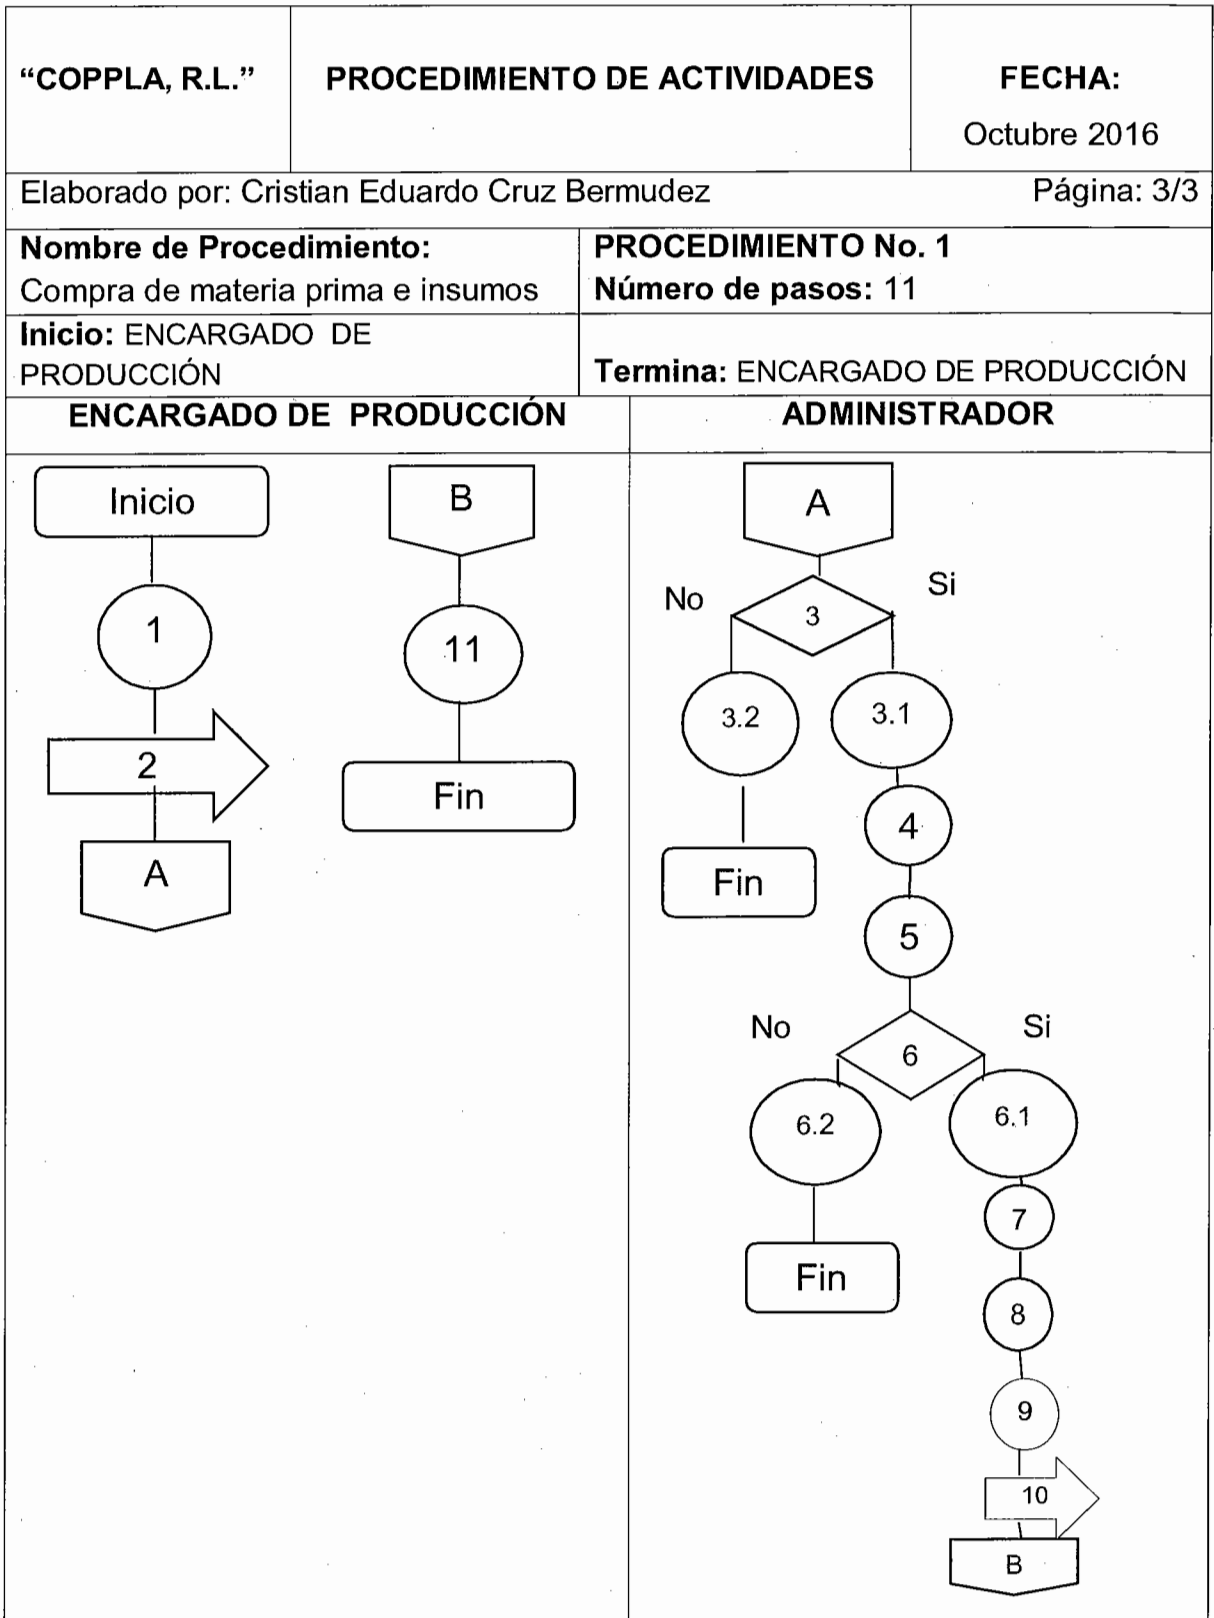 “COPPLA, R.L.”
PROCEDIMIENTO DE ACTIVIDADES
FECHA:
Octubre 2016
Elaborado por: Cristian Eduardo Cruz Bermudez
Página: 3/3
Nombre de Procedimiento:
Compra de materia prima e insumos
PROCEDIMIENTO No. 1
Número de pasos: 11
Inicio: ENCARGADO DE
PRODUCCIÓN
Termina: ENCARGADO DE PRODUCCIÓN
ENCARGADO DE PRODUCCIÓN
ADMINISTRADOR
Inicio
1
2
A
B
11
Fin
A
No
3
Si
3.2
3.1
Fin
4
5
No
6
Si
6.2
6.1
Fin
7
8
9
10
B